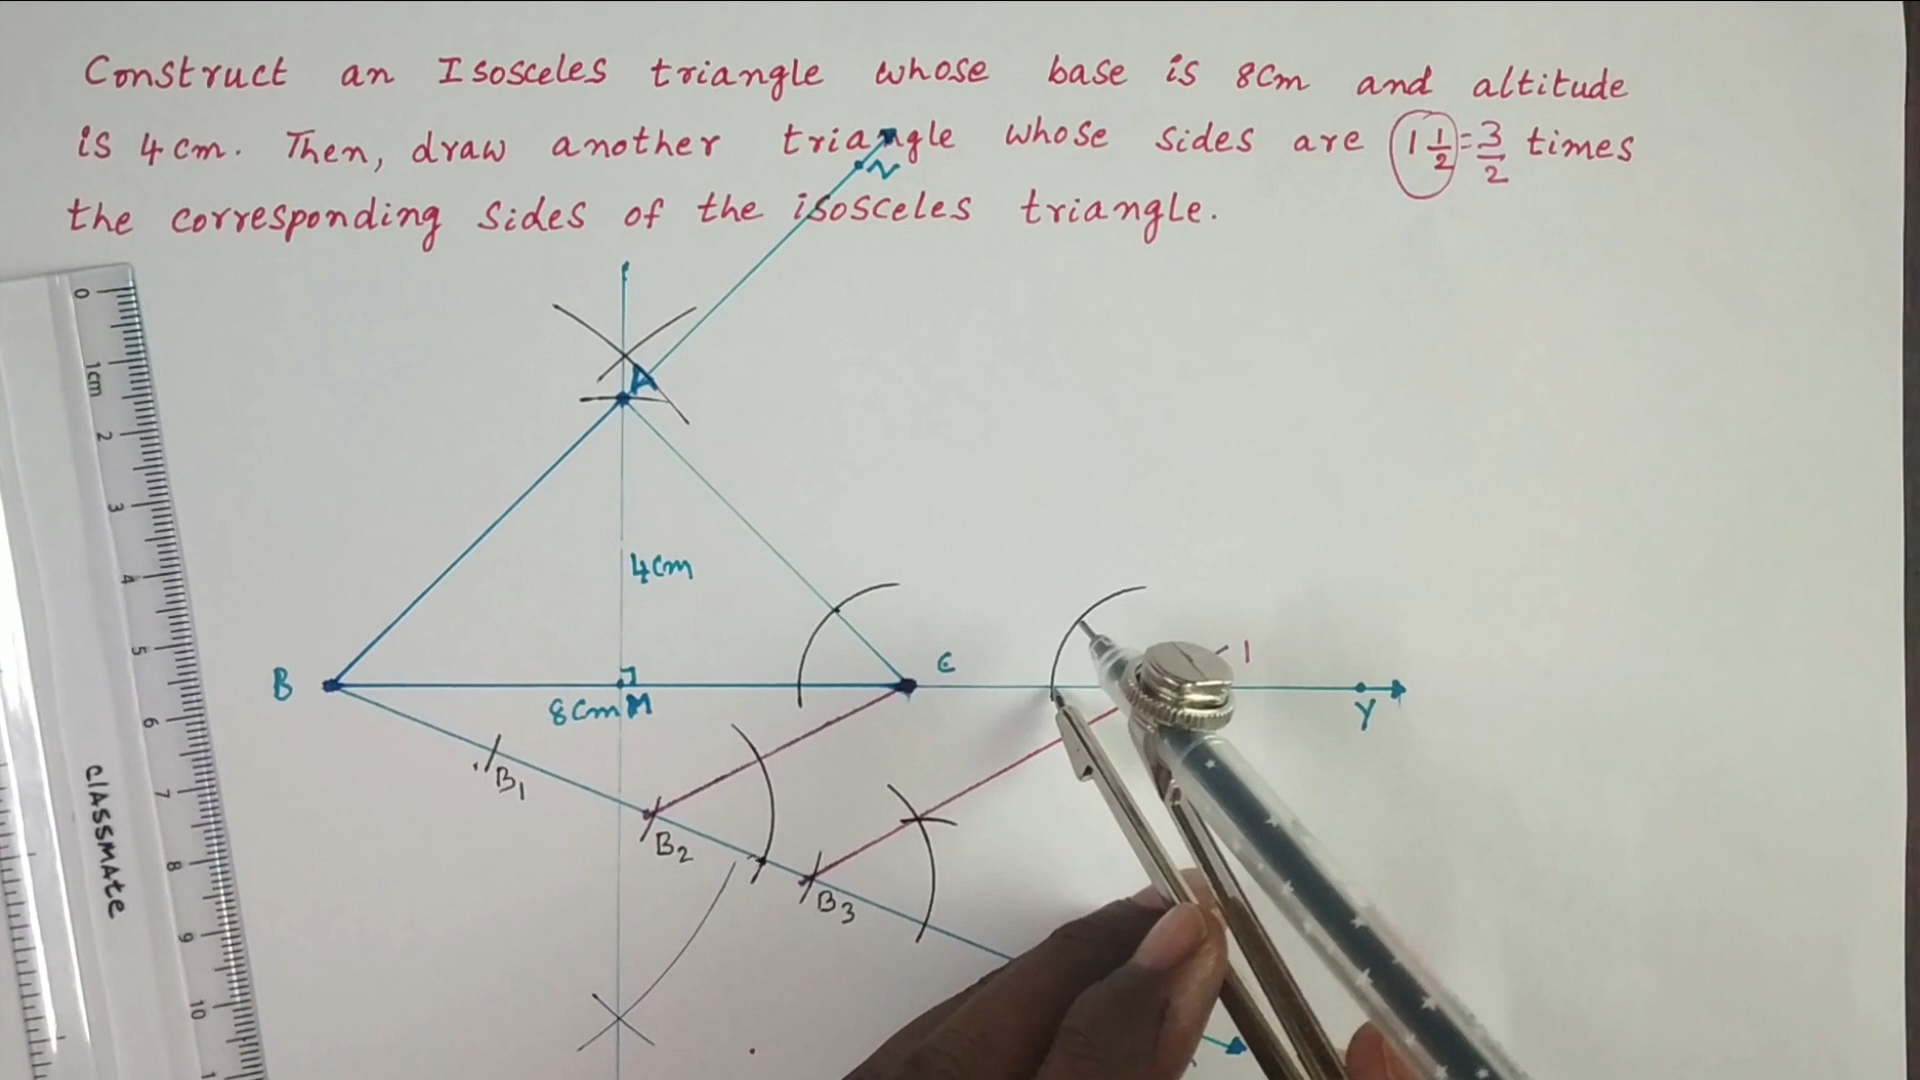 Construct an Isosceles triangle whose base is 8cm and altitude
is 4cm. Then, draw another triangle whose sides are 1 1/2 = 3/2 times
the corresponding sides of the isosceles triangle.
N
A
4cm
B
C
1
8cm M
Y
B1
B2
B3
0
1cm
2
3
4
5
6
7
8
9
10
classmate